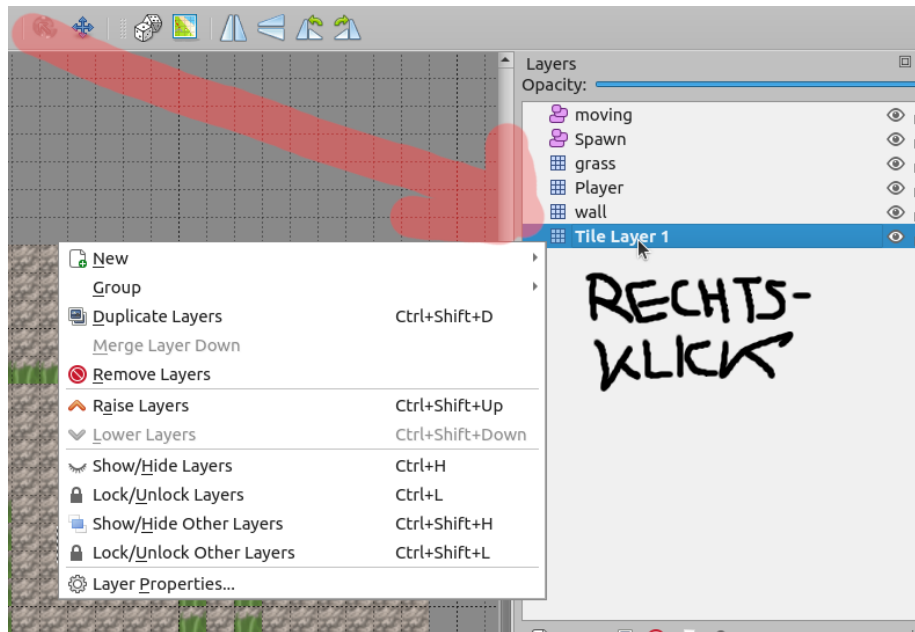 Layers
Opacity:
moving
Spawn
grass
Player
wall
Tile Layer 1
New
Group
Duplicate Layers Ctrl+Shift+D
Merge Layer Down
Remove Layers
Raise Layers Ctrl+Shift+Up
Lower Layers Ctrl+Shift+Down
Show/Hide Layers Ctrl+H
Lock/Unlock Layers Ctrl+L
Show/Hide Other Layers Ctrl+Shift+H
Lock/Unlock Other Layers Ctrl+Shift+L
Layer Properties...
RECHTS-
KLICK